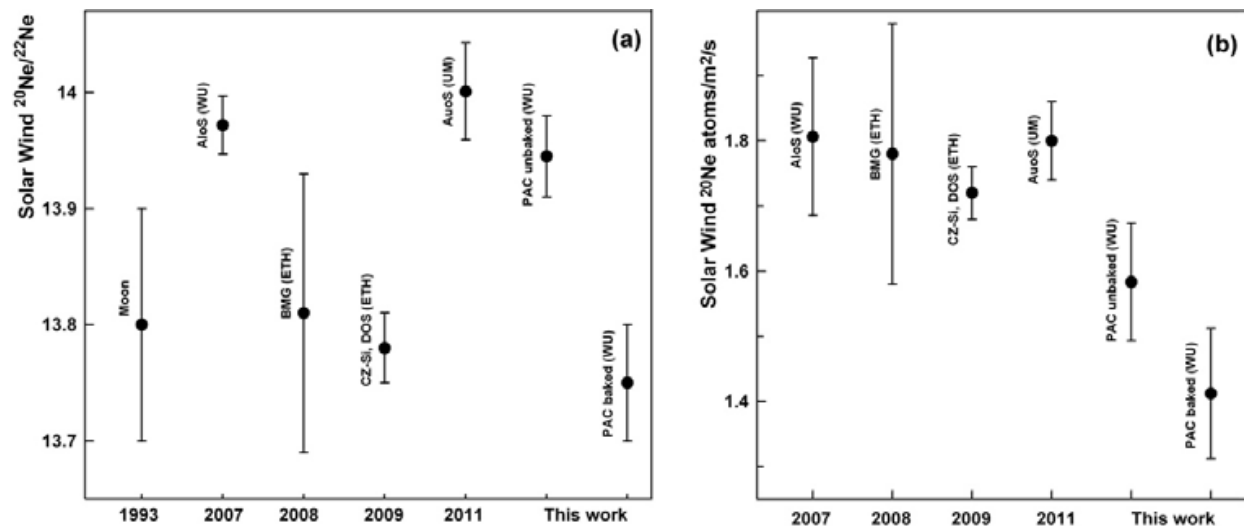 (a)
Solar Wind ²⁰Ne/²²Ne
14
13.9
13.8
13.7
Moon
AloS (WU)
BMG (ETH)
CZ-Si, DOS (ETH)
AuoS (UM)
PAC unbaked (WU)
PAC baked (WU)
1993 2007 2008 2009 2011 This work
(b)
Solar Wind ²⁰Ne atoms/m²/s
1.8
1.6
1.4
AloS (WU)
BMG (ETH)
CZ-Si, DOS (ETH)
AuoS (UM)
PAC unbaked (WU)
PAC baked (WU)
2007 2008 2009 2011 This work